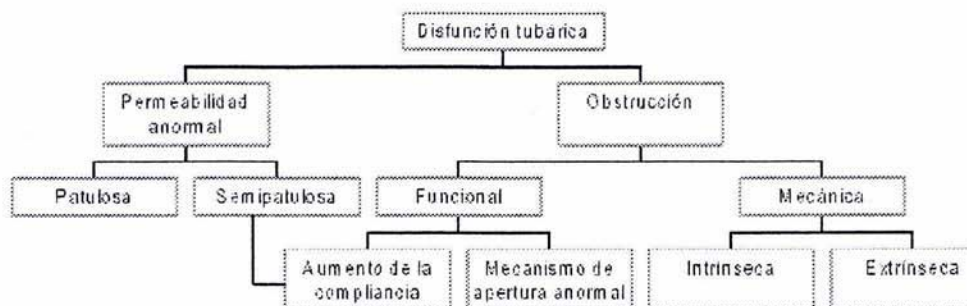 Disfunción tubárica
Permeabilidad
anormal
Obstrucción
Patulosa
Semipatulosa
Funcional
Mecánica
Aumento de la
compliancia
Mecanismo de
apertura anormal
Intrínseca
Extrínseca